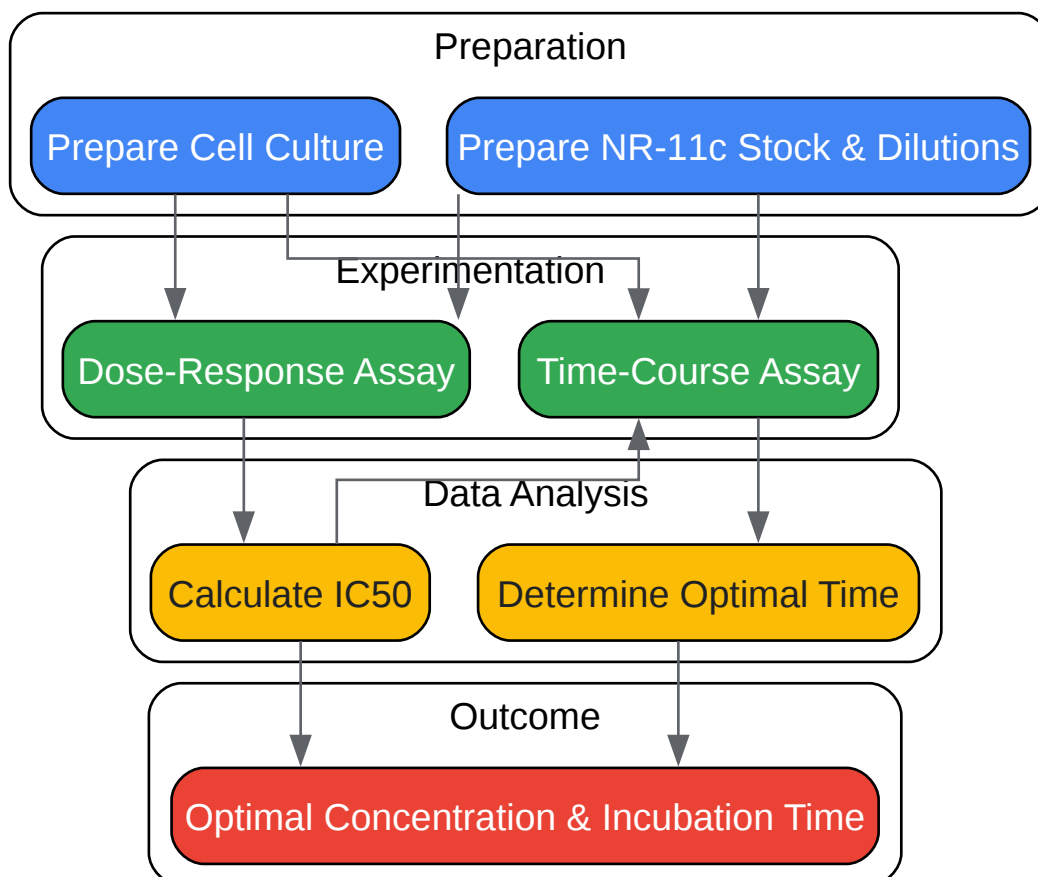 Preparation
Prepare Cell Culture
Prepare NR-11c Stock & Dilutions
Experimentation
Dose-Response Assay
Time-Course Assay
Data Analysis
Calculate IC50
Determine Optimal Time
Outcome
Optimal Concentration & Incubation Time